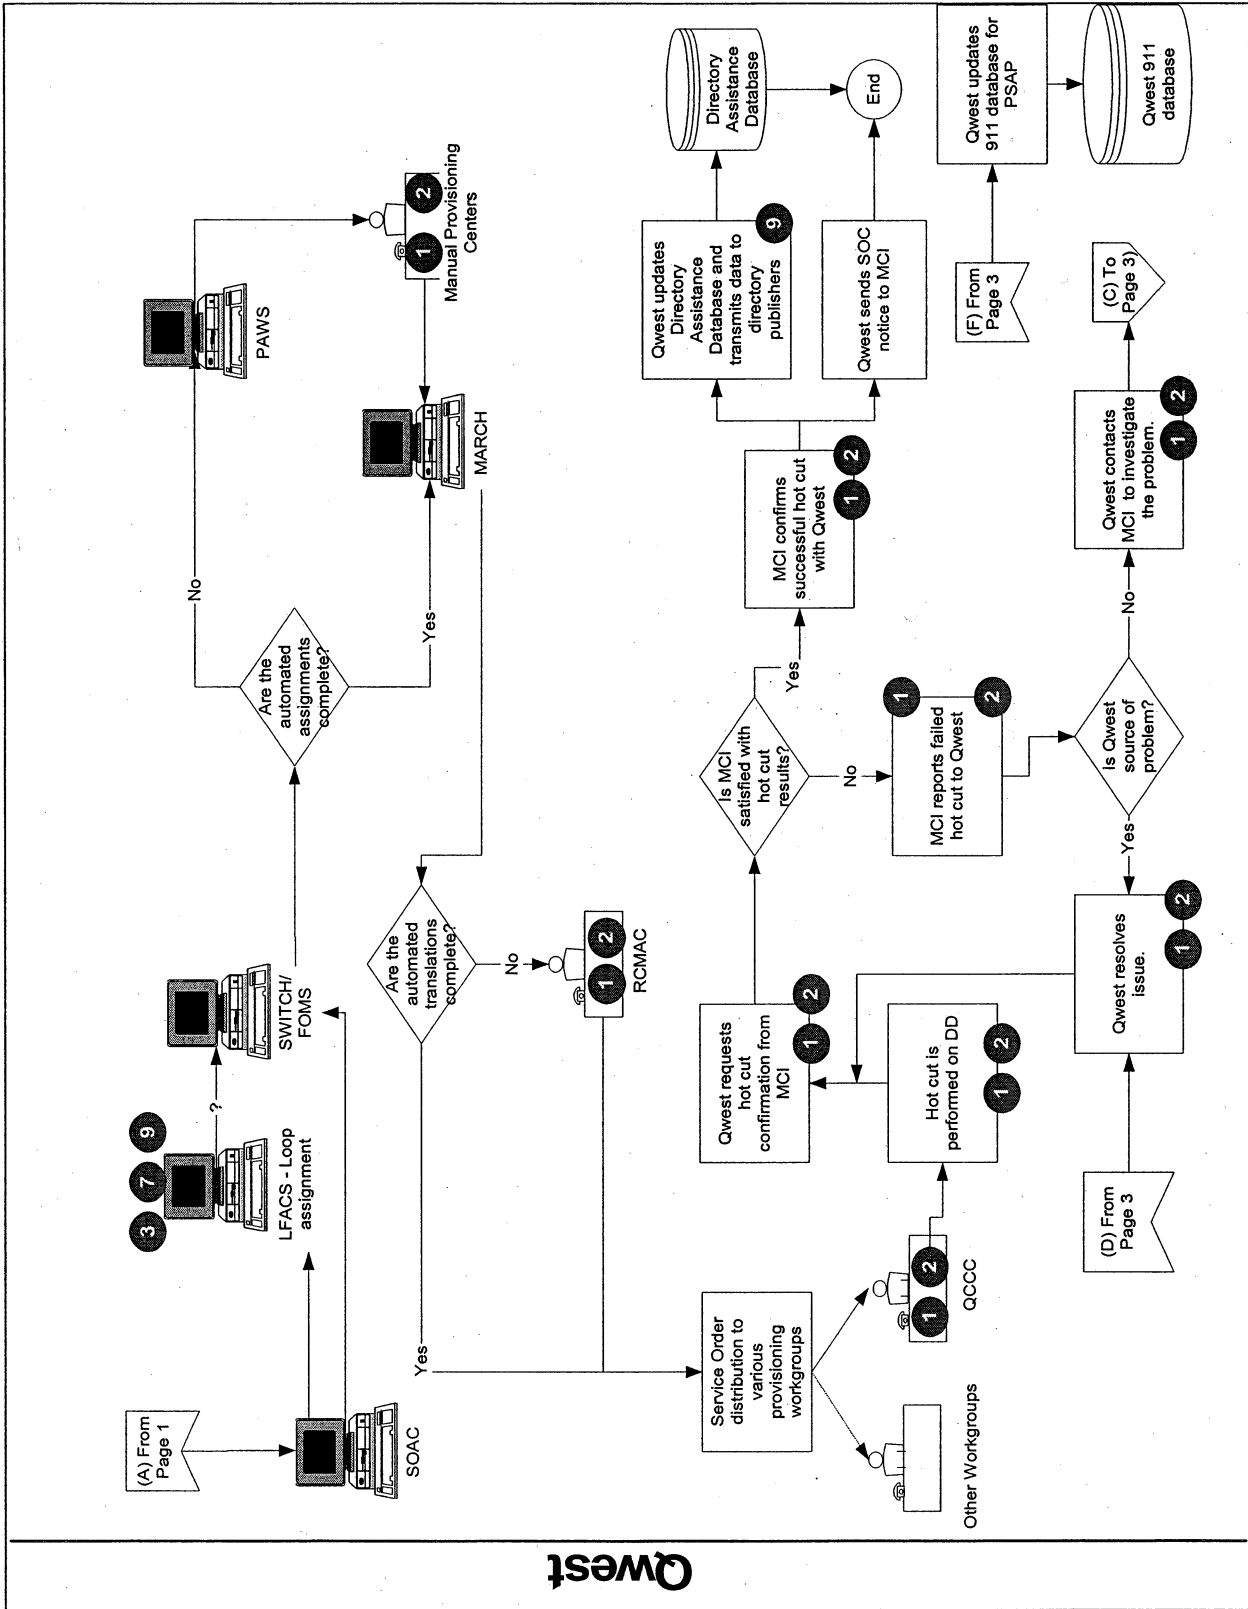 Qwest
(A) From
Page 1
SOAC
3
7
9
LFACS - Loop
assignment
?
SWITCH/
FOMS
Are the
automated
assignments
complete?
No
Yes
PAWS
1
2
Manual Provisioning
Centers
MARCH
Are the
automated
translations
complete?
Yes
No
1
2
RCMAC
Service Order
distribution to
various
provisioning
workgroups
Other Workgroups
1
2
QCCC
Hot cut is
performed on DD
1
2
Qwest requests
hot cut
confirmation from
MCI
1
2
Is MCI
satisfied with
hot cut
results?
Yes
No
MCI confirms
successful hot cut
with Qwest
1
2
Qwest updates
Directory
Assistance
Database and
transmits data to
directory
publishers
9
Directory
Assistance
Database
Qwest sends SOC
notice to MCI
End
MCI reports failed
hot cut to Qwest
1
2
Is Qwest
source of
problem?
Yes
No
(D) From
Page 3
Qwest resolves
issue.
1
2
Qwest contacts
MCI to investigate
the problem.
1
2
(C) To
Page 3)
(F) From
Page 3
Qwest updates
911 database for
PSAP
Qwest 911
database